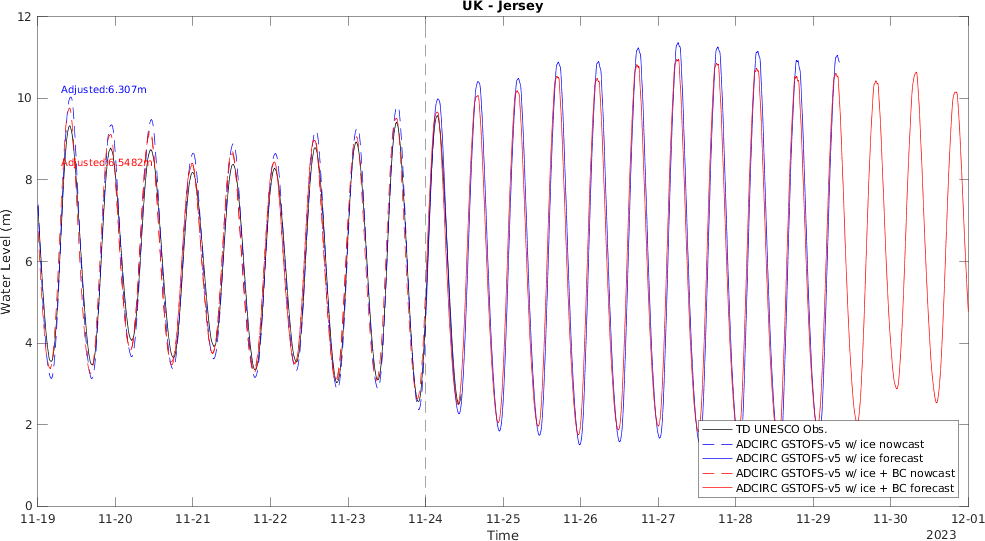 UK - Jersey
12
10
8
6
4
2
0
Water Level (m)
Adjusted:6.307m
Adjusted:6.5482m
TD UNESCO Obs.
ADCIRC GSTOFS-v5 w/ ice nowcast
ADCIRC GSTOFS-v5 w/ ice forecast
ADCIRC GSTOFS-v5 w/ ice + BC nowcast
ADCIRC GSTOFS-v5 w/ ice + BC forecast
11-19 11-20 11-21 11-22 11-23 11-24 11-25 11-26 11-27 11-28 11-29 11-30 12-01
Time
2023